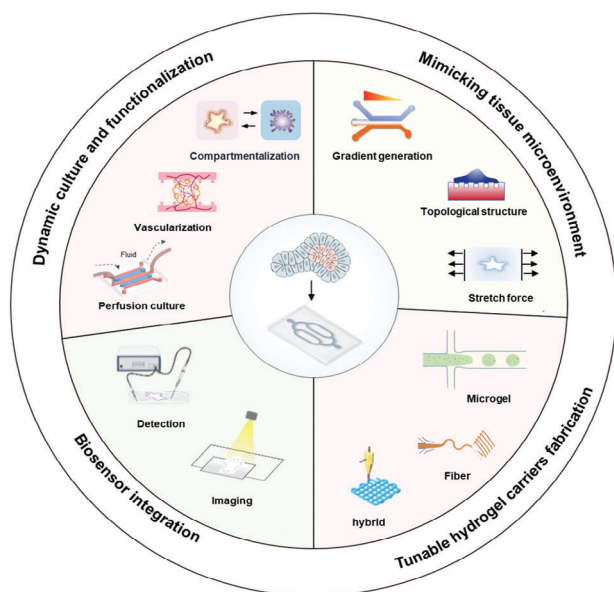 Dynamic culture and functionalization
Compartmentalization
Vascularization
Fluid
Perfusion culture
Mimicking tissue microenvironment
Gradient generation
Topological structure
Stretch force
Biosensor integration
Detection
Imaging
Tunable hydrogel carriers fabrication
Microgel
Fiber
hybrid